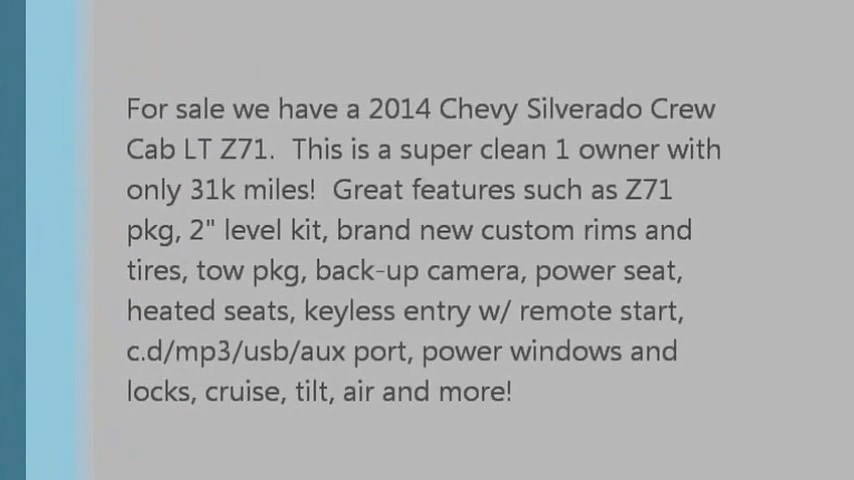 For sale we have a 2014 Chevy Silverado Crew
Cab LT Z71.  This is a super clean 1 owner with
only 31k miles!  Great features such as Z71
pkg, 2" level kit, brand new custom rims and
tires, tow pkg, back-up camera, power seat,
heated seats, keyless entry w/ remote start,
c.d/mp3/usb/aux port, power windows and
locks, cruise, tilt, air and more!